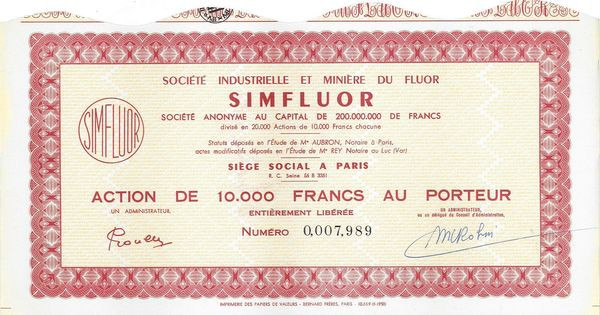 SOCIÉTÉ INDUSTRIELLE ET MINIÈRE DU FLUOR
SIMFLUOR
SOCIÉTÉ ANONYME AU CAPITAL DE 200.000.000 DE FRANCS
divisé en 20.000 Actions de 10.000 Francs chacune
Statuts déposés en l'Étude de Me AUBRON, Notaire à Paris,
actes modificatifs déposés en l'Étude de Me REY Notaire au Luc (Var)
SIMFLUOR
SIÈGE SOCIAL A PARIS
R. C. Seine 56 B 3351
ACTION DE 10.000 FRANCS AU PORTEUR
UN ADMINISTRATEUR,
ENTIÈREMENT LIBÉRÉE
UN ADMINISTRATEUR,
ou un délégué du Conseil d'Administration,
NUMÉRO 0,007,989
IMPRIMERIE DES PAPIERS DE VALEURS - BERNARD FRÈRES, PARIS